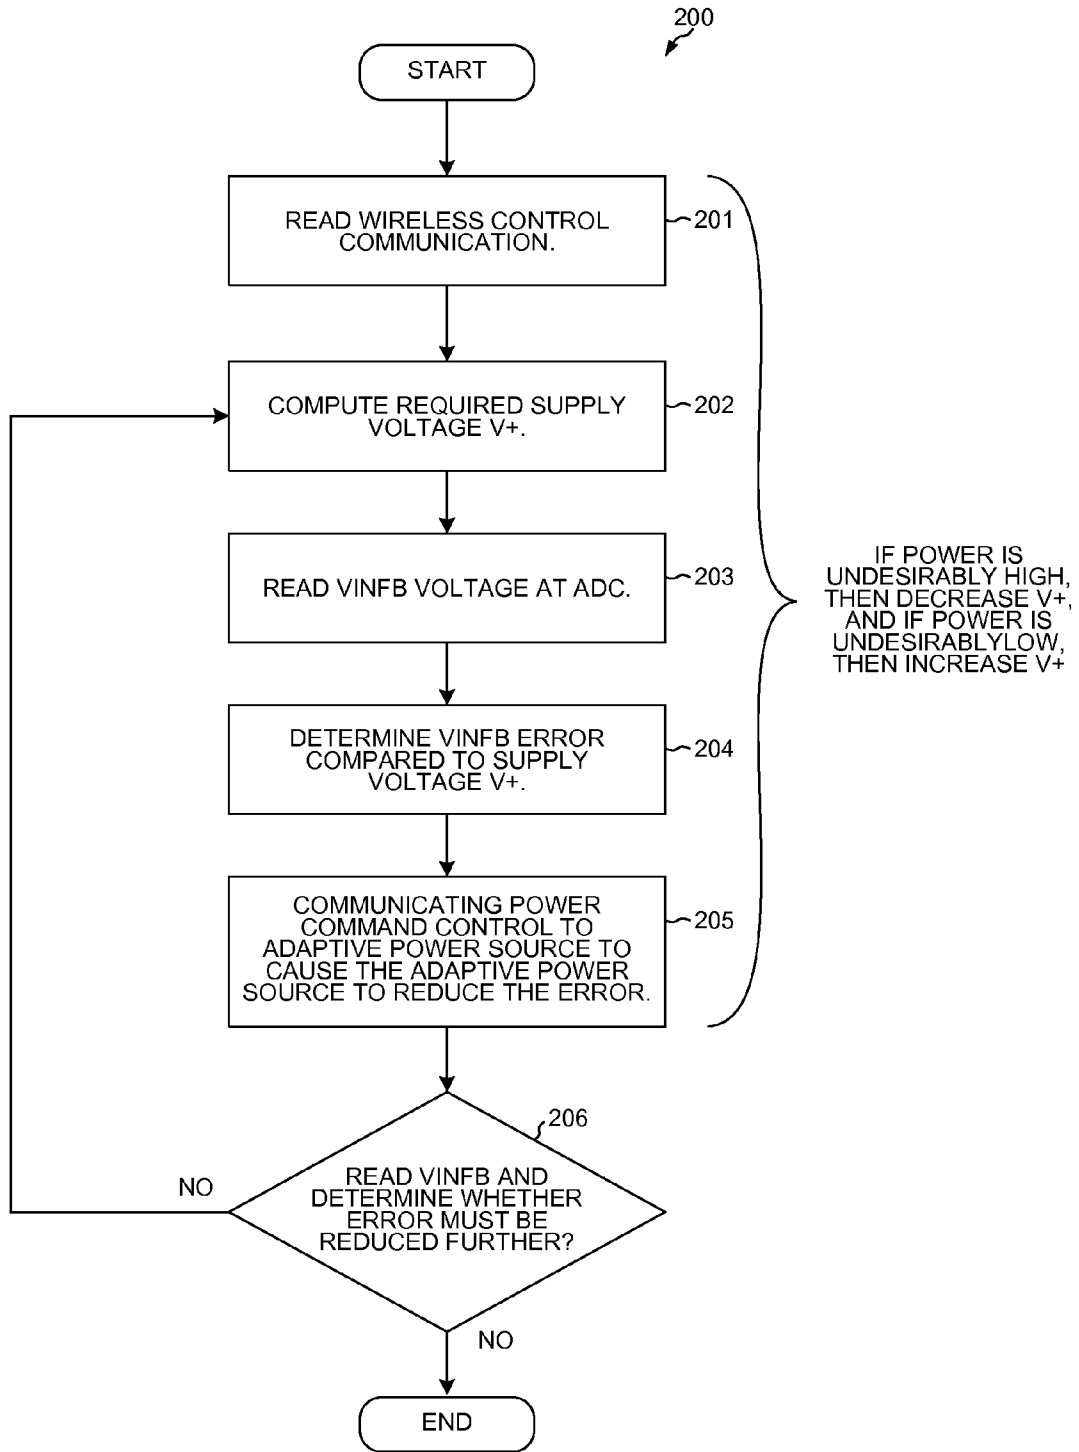 200
START
READ WIRELESS CONTROL
COMMUNICATION.
201
COMPUTE REQUIRED SUPPLY
VOLTAGE V+.
202
READ VINFB VOLTAGE AT ADC.
203
IF POWER IS
UNDESIRABLY HIGH,
THEN DECREASE V+,
AND IF POWER IS
UNDESIRABLYLOW,
THEN INCREASE V+
DETERMINE VINFB ERROR
COMPARED TO SUPPLY
VOLTAGE V+.
204
COMMUNICATING POWER
COMMAND CONTROL TO
ADAPTIVE POWER SOURCE TO
CAUSE THE ADAPTIVE POWER
SOURCE TO REDUCE THE ERROR.
205
206
READ VINFB AND
DETERMINE WHETHER
ERROR MUST BE
REDUCED FURTHER?
NO
NO
END